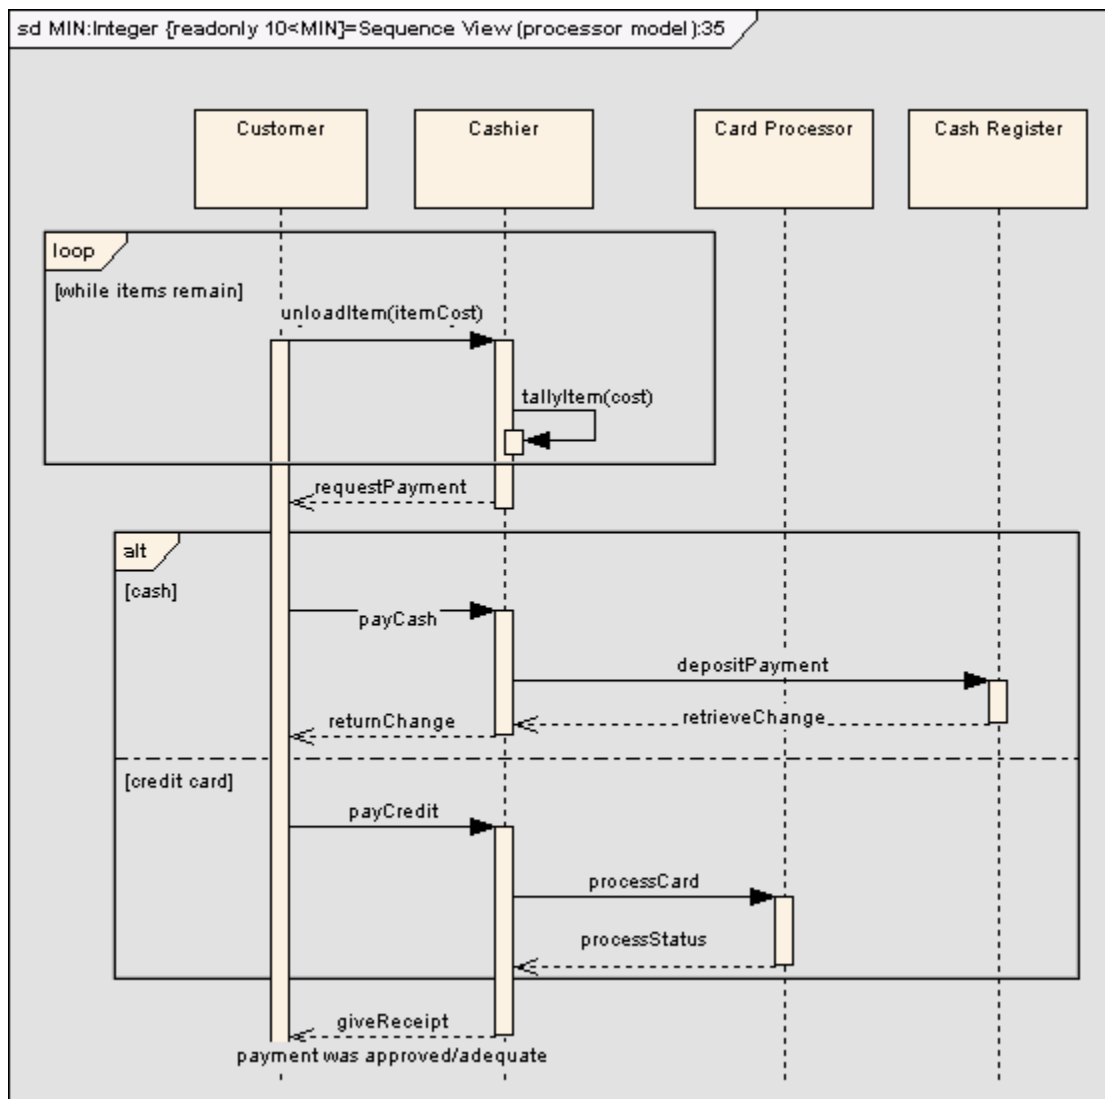 sd MIN:Integer {readonly 10<MIN}=Sequence View (processor model):35
Customer
Cashier
Card Processor
Cash Register
loop
[while items remain]
unloadItem(itemCost)
tallyItem(cost)
requestPayment
alt
[cash]
payCash
depositPayment
retrieveChange
returnChange
[credit card]
payCredit
processCard
processStatus
giveReceipt
payment was approved/adequate